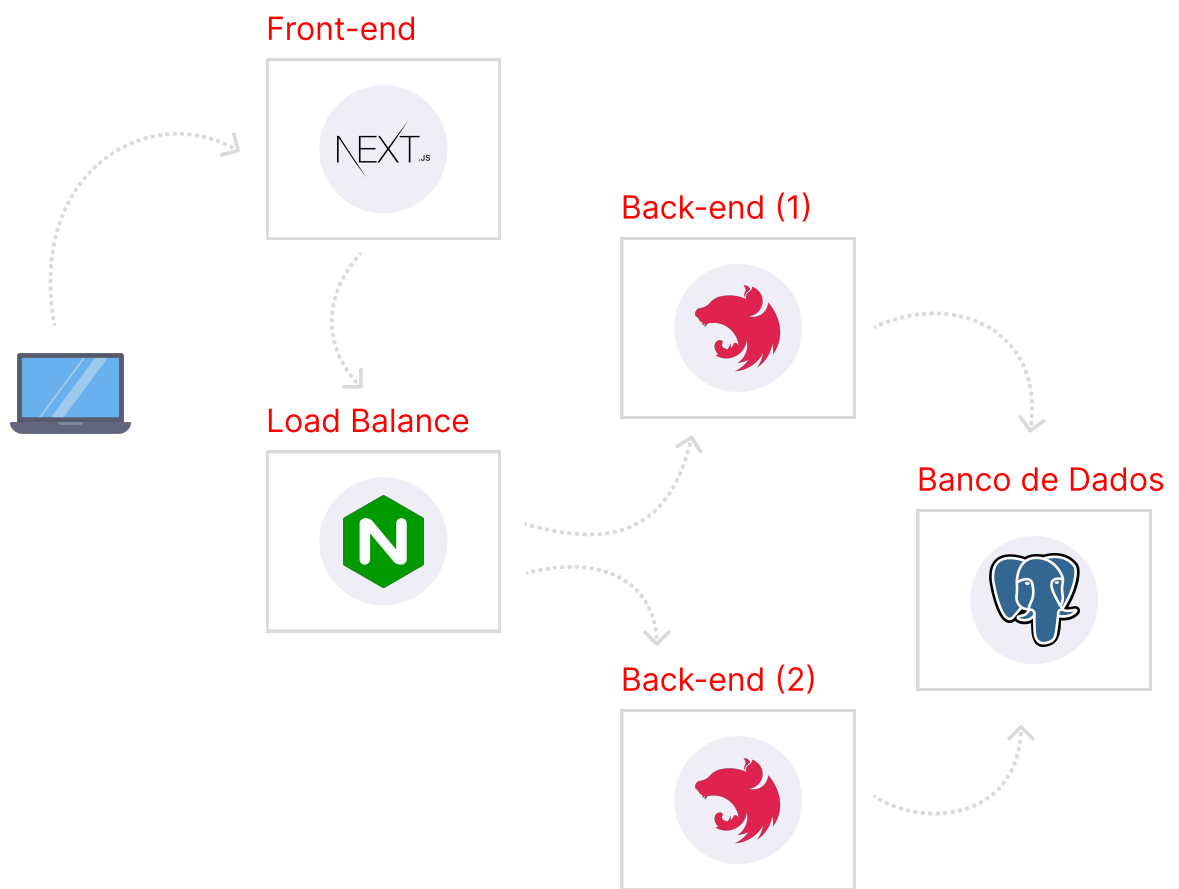 Front-end
NEXT.JS
Back-end (1)
Load Balance
N
Banco de Dados
Back-end (2)